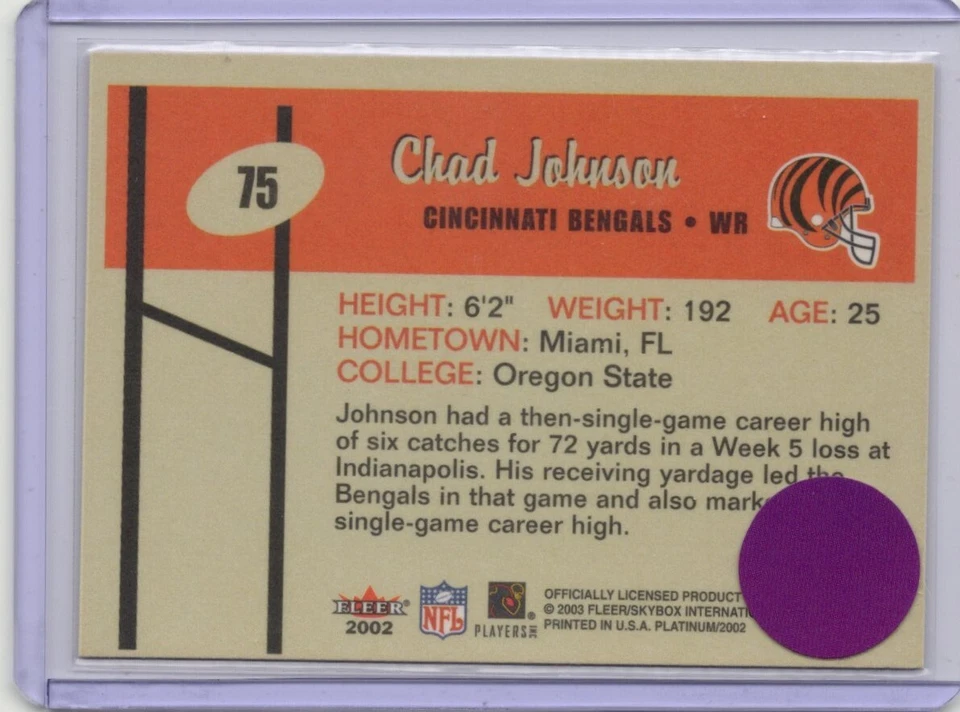 75
Chad Johnson
CINCINNATI BENGALS • WR
HEIGHT: 6'2" WEIGHT: 192 AGE: 25
HOMETOWN: Miami, FL
COLLEGE: Oregon State
Johnson had a then-single-game career high
of six catches for 72 yards in a Week 5 loss at
Indianapolis. His receiving yardage led the
Bengals in that game and also
single-game career high.
FLEER®
2002
NFL
PLAYERS INC
OFFICIALLY LICENSED PRODUCT
© 2003 FLEER/SKYBOX
PRINTED IN U.S.A. PLATINUM/2002